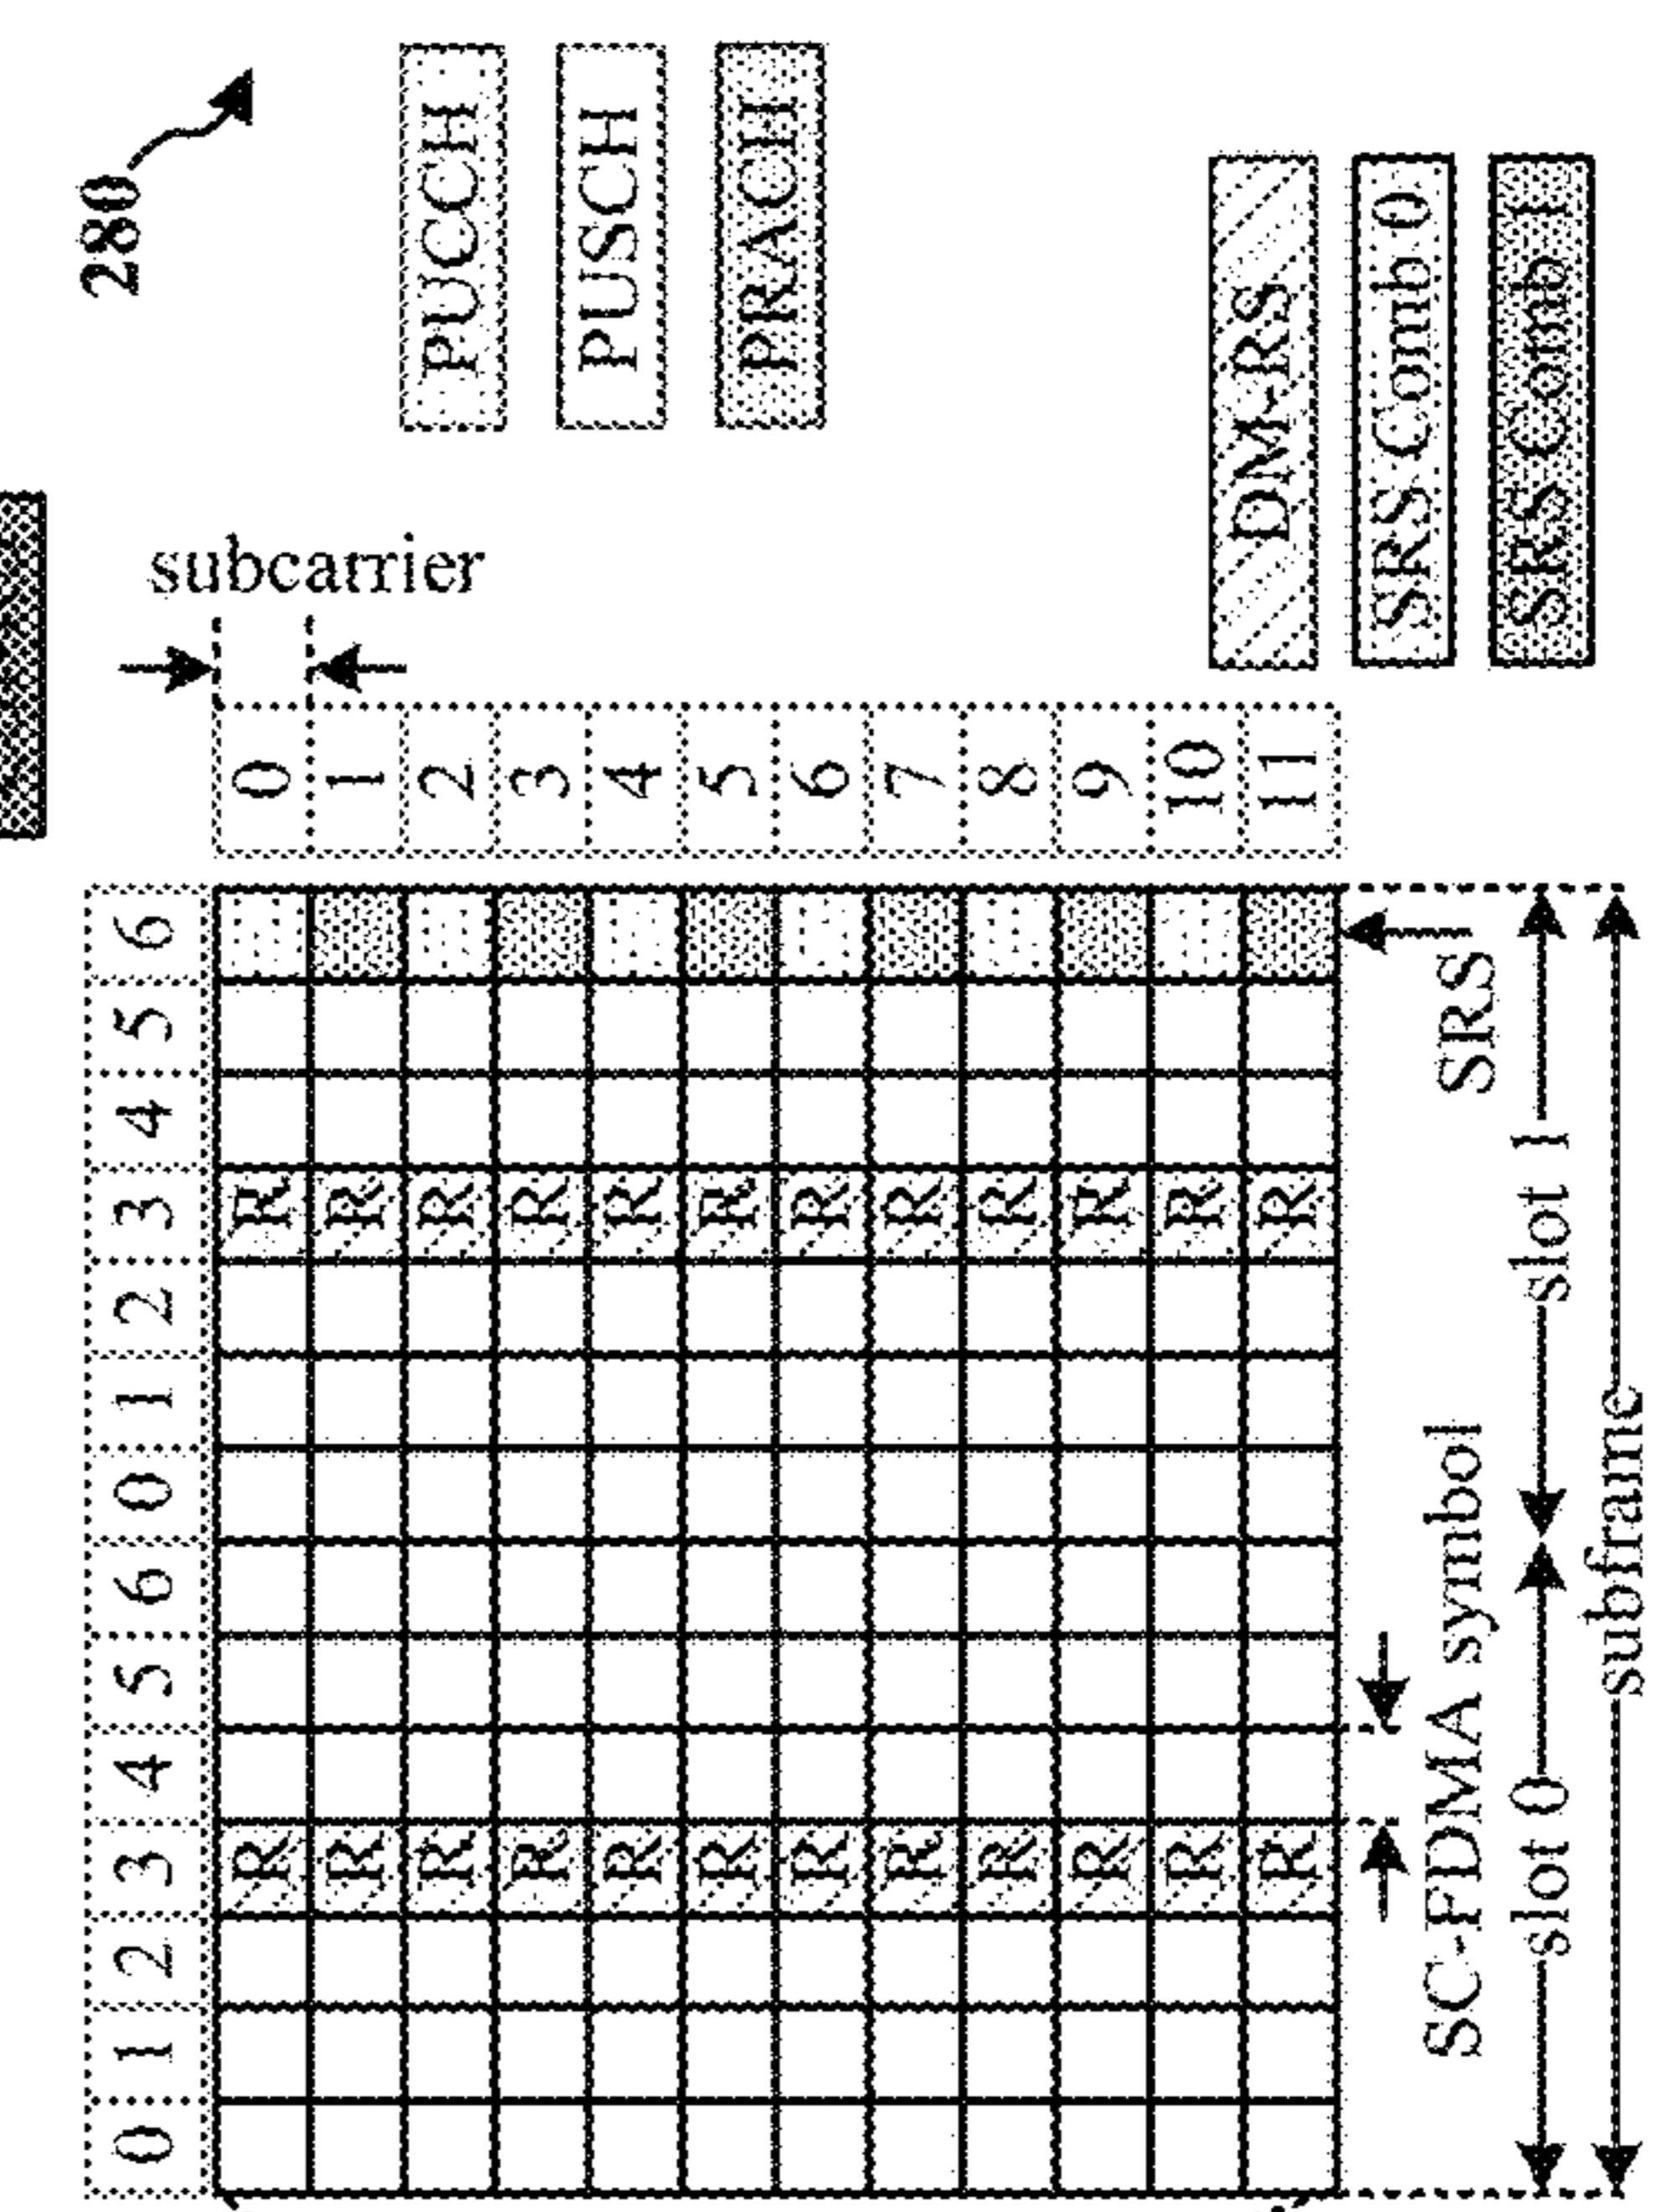 280
0 1 2 3 4 5 6 0 1 2 3 4 5 6
subcarrier
R R 0
R R 1
R R 2
R R 3
R R 4
R R 5
R R 6
R R 7
R R 8
R R 9
R R 10
R R 11
PUCCH
PUSCH
PRACH
DM-RS
SRS Comb 0
SRS Comb 1
SC-FDMA symbol
SRS
slot 0
slot 1
subframe